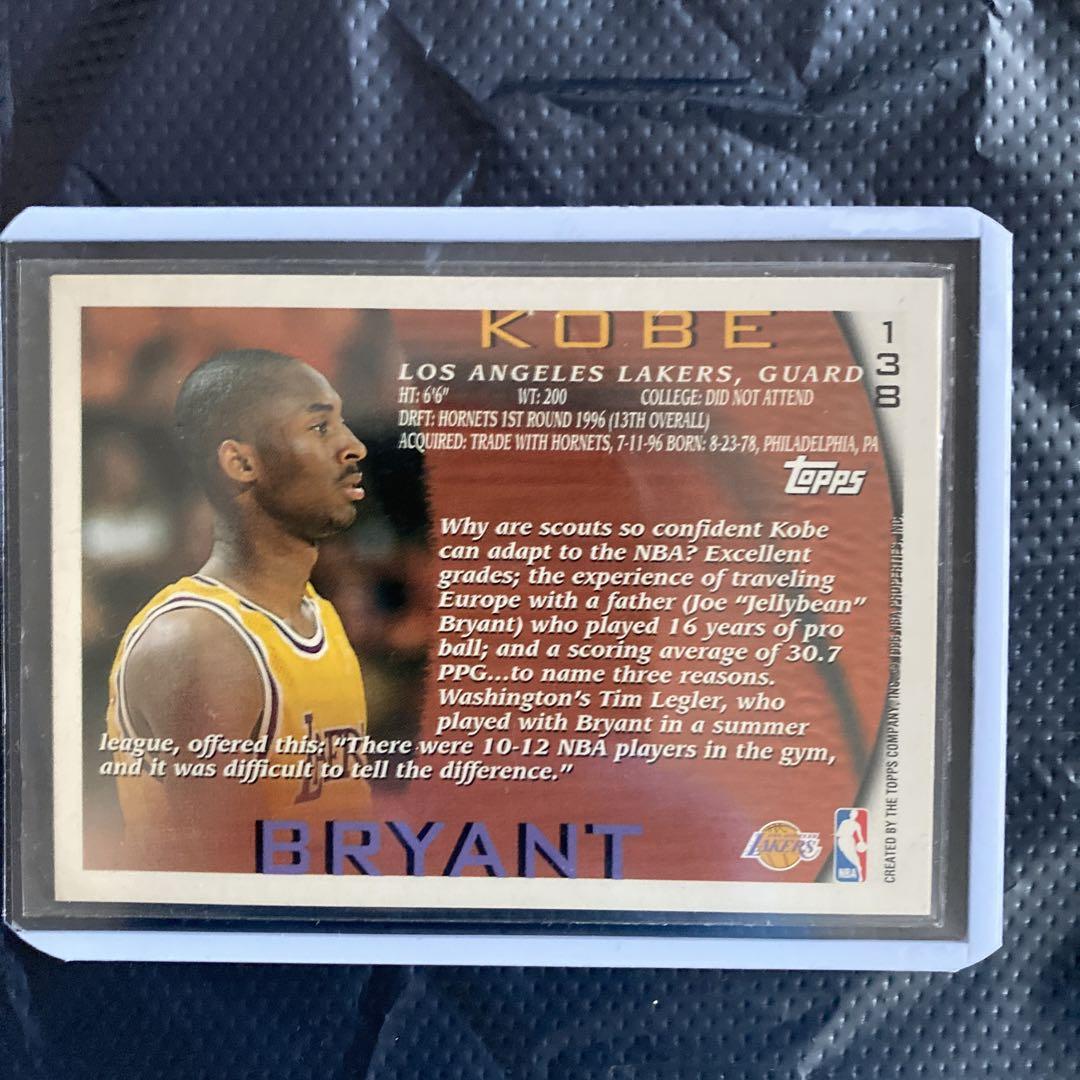 KOBE
138
LOS ANGELES LAKERS, GUARD
HT: 6'6" WT: 200 COLLEGE: DID NOT ATTEND
DRFT: HORNETS 1ST ROUND 1996 (13TH OVERALL)
ACQUIRED: TRADE WITH HORNETS, 7-11-96 BORN: 8-23-78, PHILADELPHIA, PA
TOPPS
Why are scouts so confident Kobe
can adapt to the NBA? Excellent
grades; the experience of traveling
Europe with a father (Joe "Jellybean"
Bryant) who played 16 years of pro
ball; and a scoring average of 30.7
PPG...to name three reasons.
Washington's Tim Legler, who
played with Bryant in a summer
league, offered this: "There were 10-12 NBA players in the gym,
and it was difficult to tell the difference."
BRYANT
LAKERS
NBA
CREATED BY THE TOPPS COMPANY, INC. 1996 NBA PROPERTIES, INC.